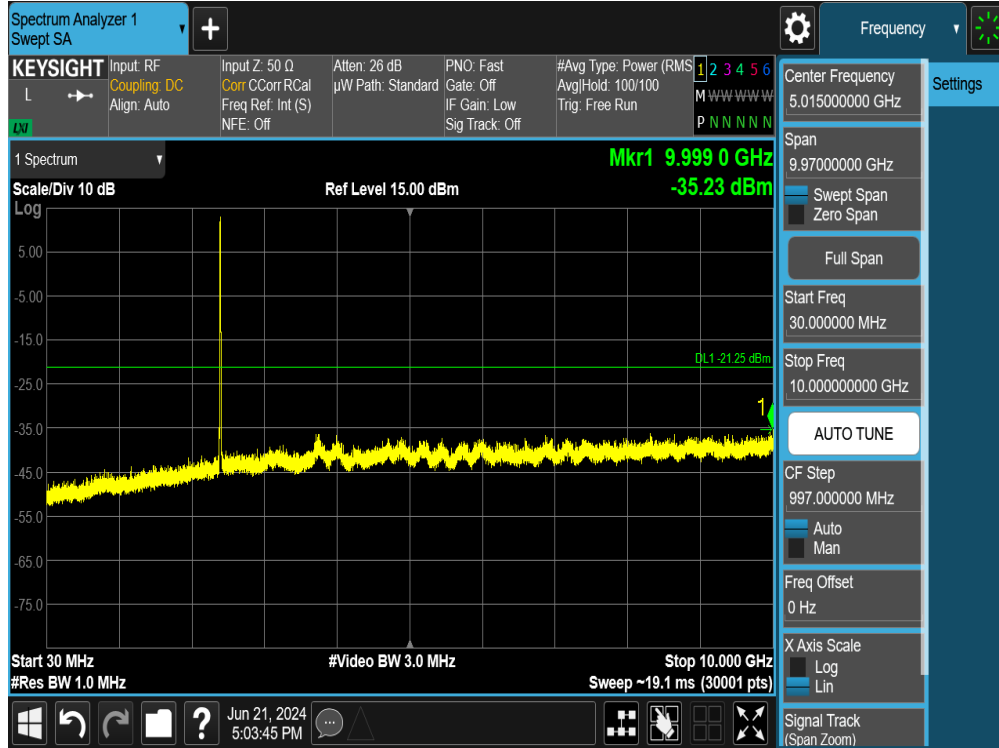 Spectrum Analyzer 1
Swept SA
+
Frequency
KEYSIGHT
L
LXI
Input: RF
Coupling: DC
Align: Auto
Input Z: 50 Ω
Corr CCorr RCal
Freq Ref: Int (S)
NFE: Off
Atten: 26 dB
µW Path: Standard
PNO: Fast
Gate: Off
IF Gain: Low
Sig Track: Off
#Avg Type: Power (RMS
Avg|Hold: 100/100
Trig: Free Run
1 2 3 4 5 6
M W W W W W W
P N N N N N
1 Spectrum
Mkr1 9.999 0 GHz
-35.23 dBm
Scale/Div 10 dB
Ref Level 15.00 dBm
Log
5.00
-5.00
-15.0
DL1 -21.25 dBm
-25.0
1
-35.0
-45.0
-55.0
-65.0
-75.0
Start 30 MHz
#Video BW 3.0 MHz
Stop 10.000 GHz
#Res BW 1.0 MHz
Sweep ~19.1 ms (30001 pts)
Center Frequency
5.015000000 GHz
Span
9.97000000 GHz
Swept Span
Zero Span
Full Span
Start Freq
30.000000 MHz
Stop Freq
10.000000000 GHz
AUTO TUNE
CF Step
997.000000 MHz
Auto
Man
Freq Offset
0 Hz
X Axis Scale
Log
Lin
Signal Track
(Span Zoom)
Settings
?
Jun 21, 2024
5:03:45 PM